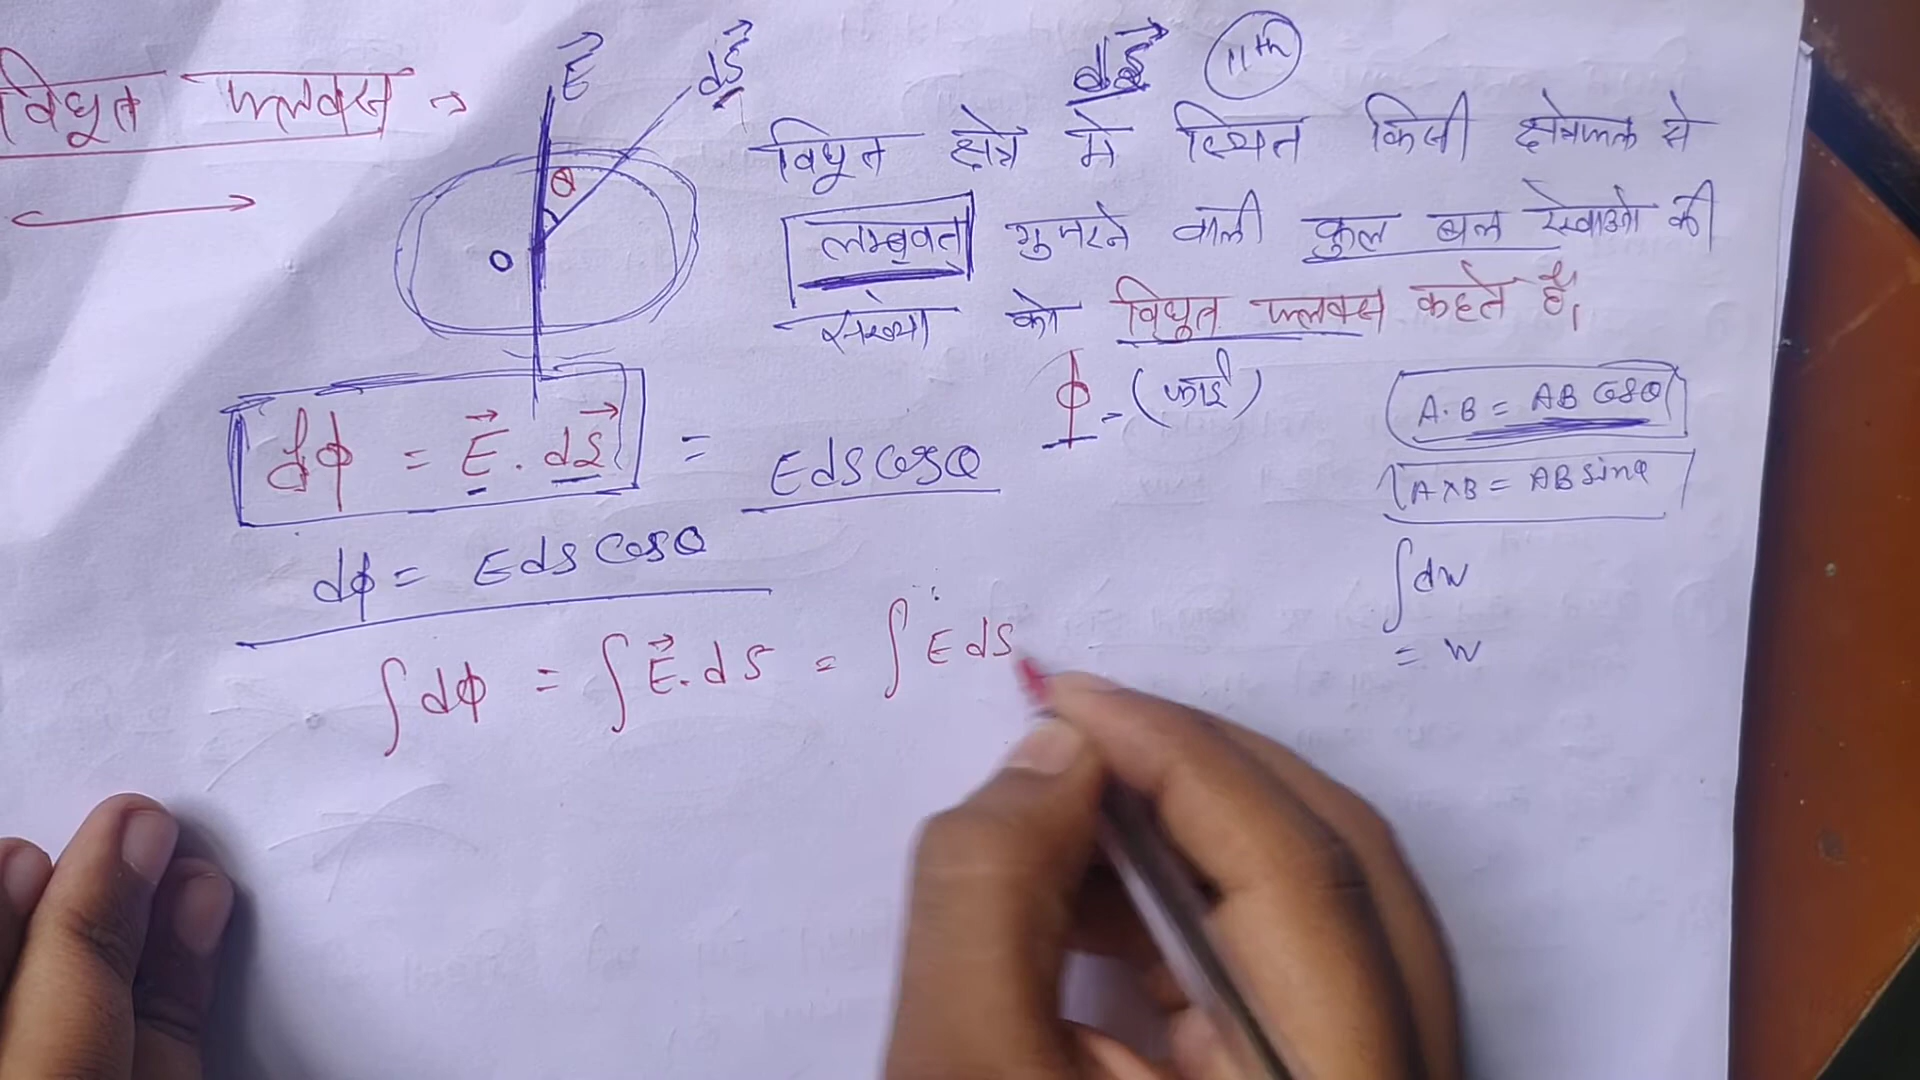 विधुत फ्लक्स →
E→
dS→
θ
O
dS→ 11th
विधुत क्षेत्र मे स्थित किसी क्षेत्रफल से
लम्बवत् गुजरने वाली कुल बल रेखाओ की
संख्या को विधुत फ्लक्स कहते है।
ϕ - (फाई)
dϕ = E→ . dS→ = EdS Cosθ
A.B = AB Cosθ
A×B = AB sinθ
dϕ = EdS Cosθ
∫dw
= w
∫dϕ = ∫E→.dS = ∫EdS